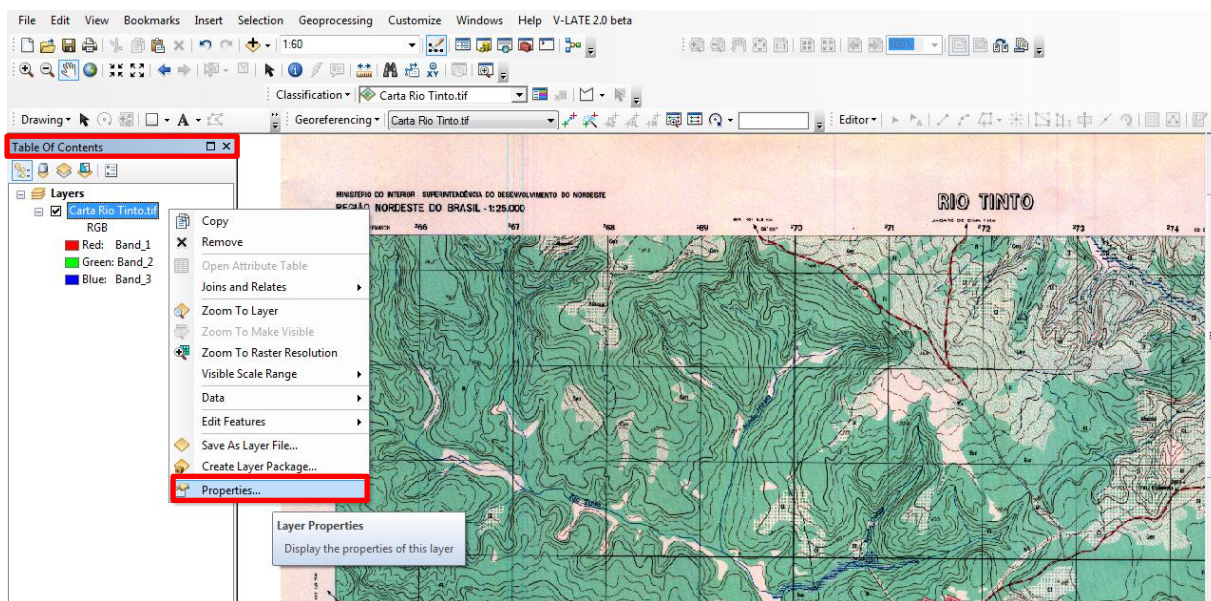 File Edit View Bookmarks Insert Selection Geoprocessing Customize Windows Help V-LATE 2.0 beta
1:60
100%
Classification Carta Rio Tinto.tif
Drawing A Georeferencing Carta Rio Tinto.tif Editor
Table Of Contents
Layers
Carta Rio Tinto.tif
RGB
Red: Band_1
Green: Band_2
Blue: Band_3
Copy
Remove
Open Attribute Table
Joins and Relates
Zoom To Layer
Zoom To Make Visible
Zoom To Raster Resolution
Visible Scale Range
Data
Edit Features
Save As Layer File...
Create Layer Package...
Properties...
Layer Properties
Display the properties of this layer
MINISTÉRIO DO INTERIOR - SUPERINTENDÊNCIA DO DESENVOLVIMENTO DO NORDESTE
REGIÃO NORDESTE DO BRASIL - 1:25.000
RIO TINTO
266 267 268 269 270 271 272 273 274
RIO TINTO